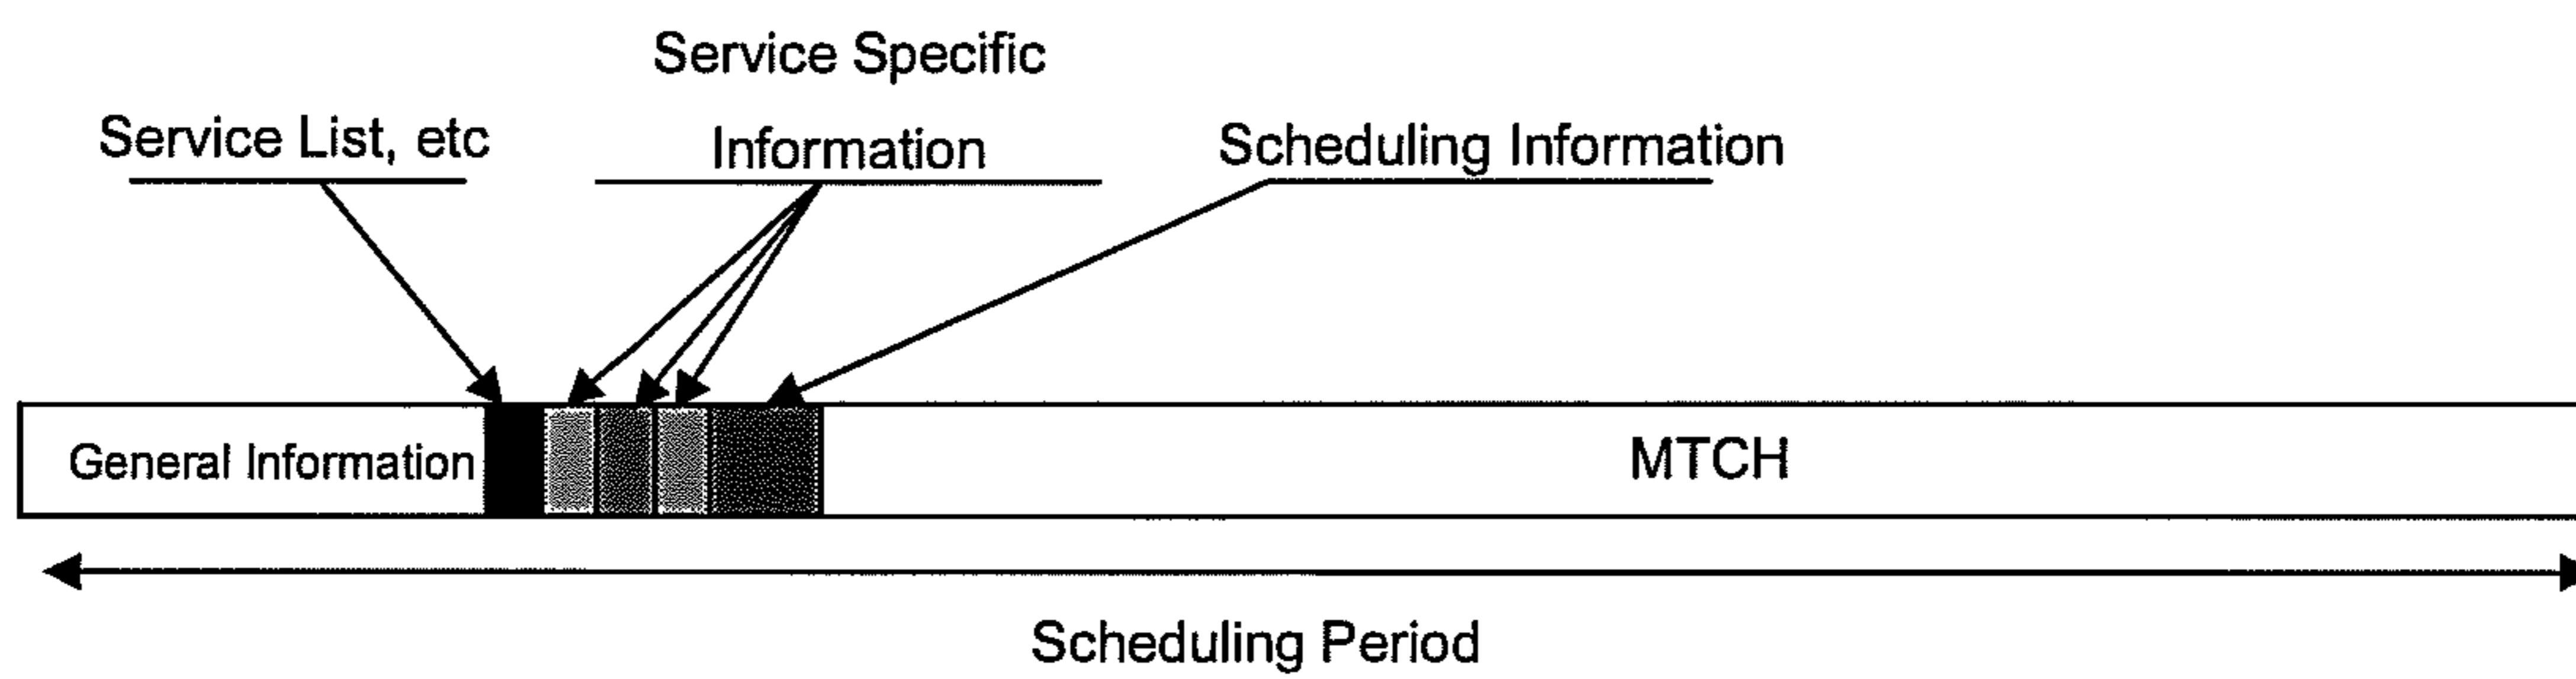 Service Specific
Service List, etc
Information
Scheduling Information
General Information
MTCH
Scheduling Period